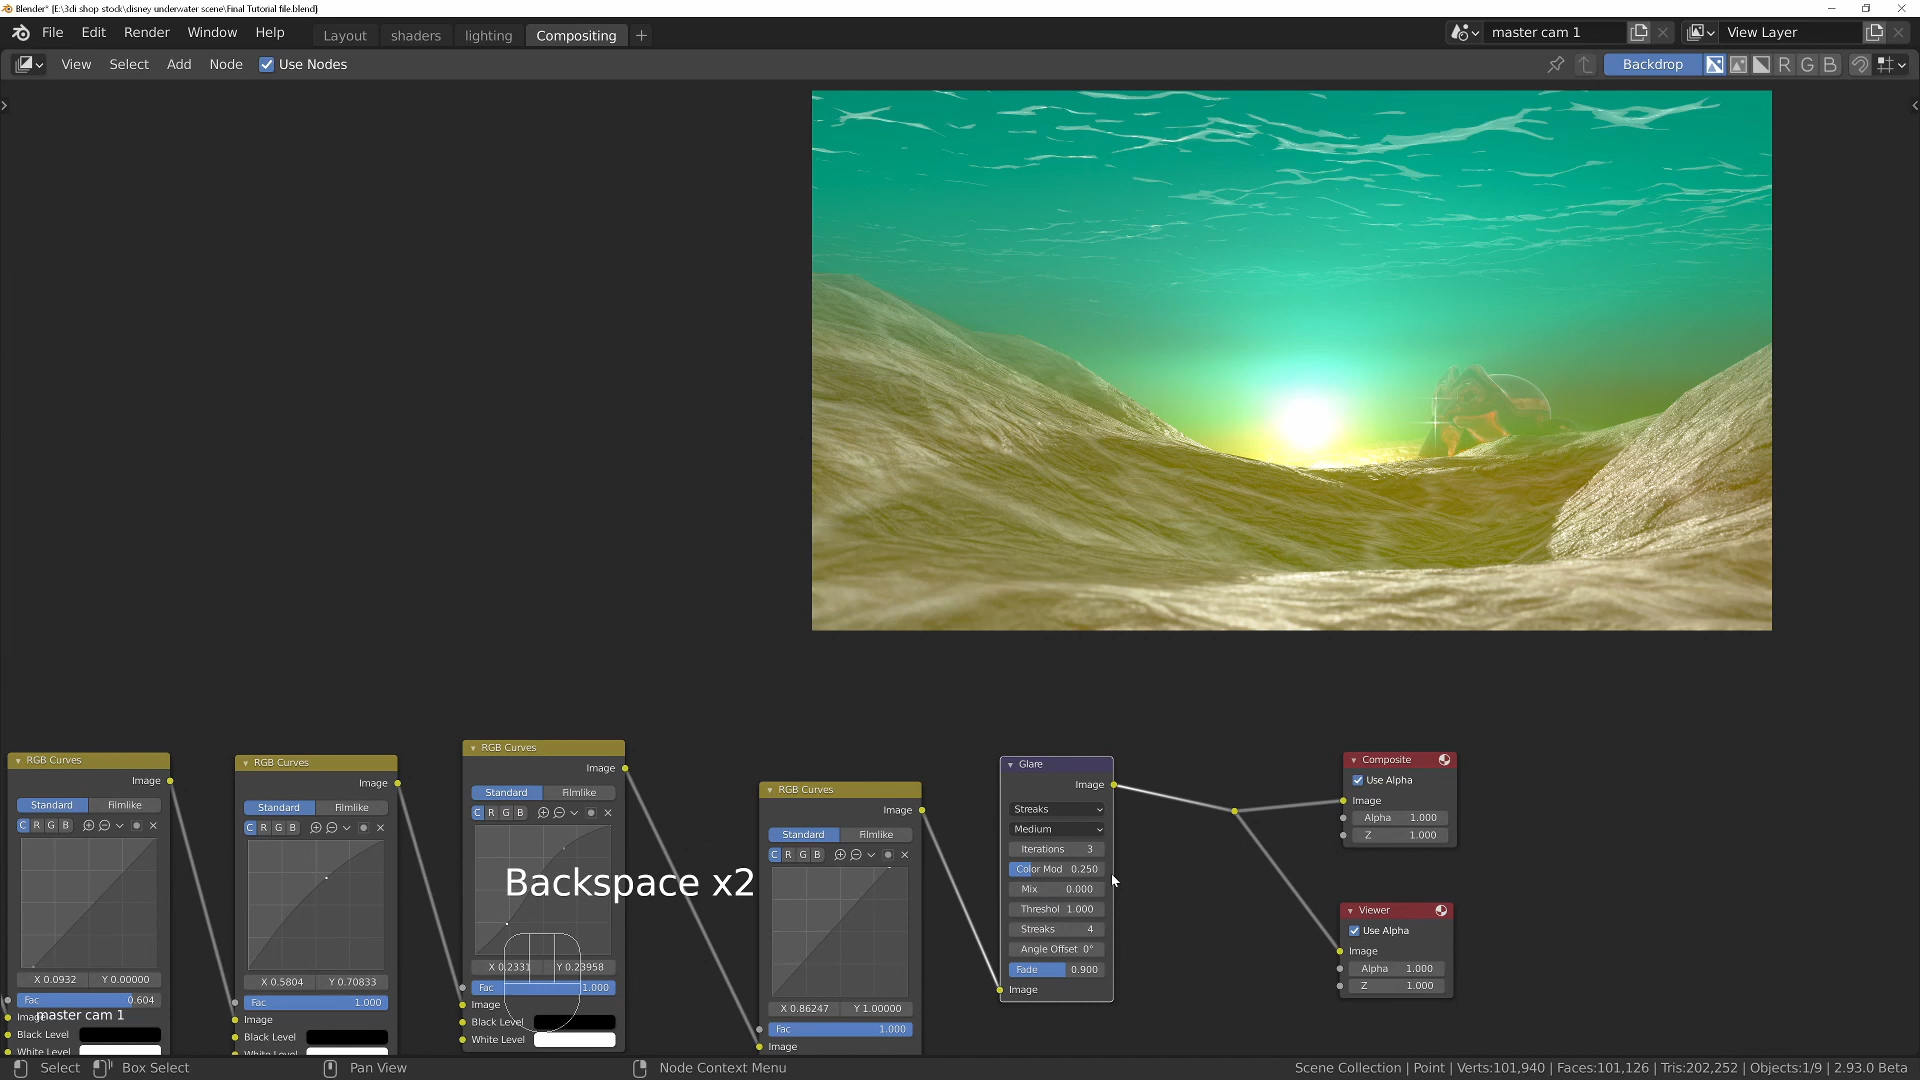 Blender* [E:\3di shop stock\disney underwater scene\Final Tutorial file.blend]
File Edit Render Window Help Layout shaders lighting Compositing + master cam 1 View Layer
View Select Add Node Use Nodes Backdrop R G B
RGB Curves
Image
Standard Filmlike
C R G B
X 0.0932 Y 0.00000
Fac 0.604
Image
master cam 1
Black Level
White Level
RGB Curves
Image
Standard Filmlike
C R G B
X 0.5804 Y 0.70833
Fac 1.000
Image
Black Level
White Level
RGB Curves
Image
Standard Filmlike
C R G B
Backspace x2
X 0.2331 Y 0.23958
Fac 1.000
Image
Black Level
White Level
RGB Curves
Image
Standard Filmlike
C R G B
X 0.86247 Y 1.00000
Fac 1.000
Image
Glare
Image
Streaks
Medium
Iterations 3
Color Mod 0.250
Mix 0.000
Threshol 1.000
Streaks 4
Angle Offset 0°
Fade 0.900
Image
Composite
Use Alpha
Image
Alpha 1.000
Z 1.000
Viewer
Use Alpha
Image
Alpha 1.000
Z 1.000
Select Box Select Pan View Node Context Menu Scene Collection | Point | Verts:101,940 | Faces:101,126 | Tris:202,252 | Objects:1/9 | 2.93.0 Beta